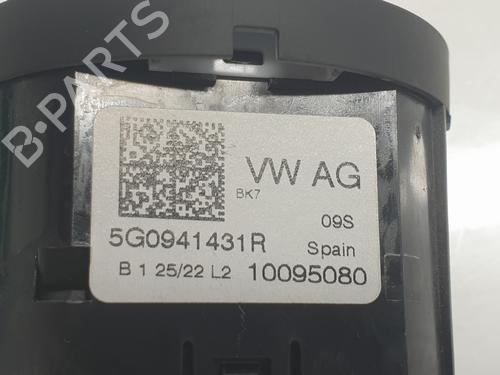 B-PARTS
VW AG
BK7
09S
5G0941431R
Spain
B 1 25/22 L2
10095080